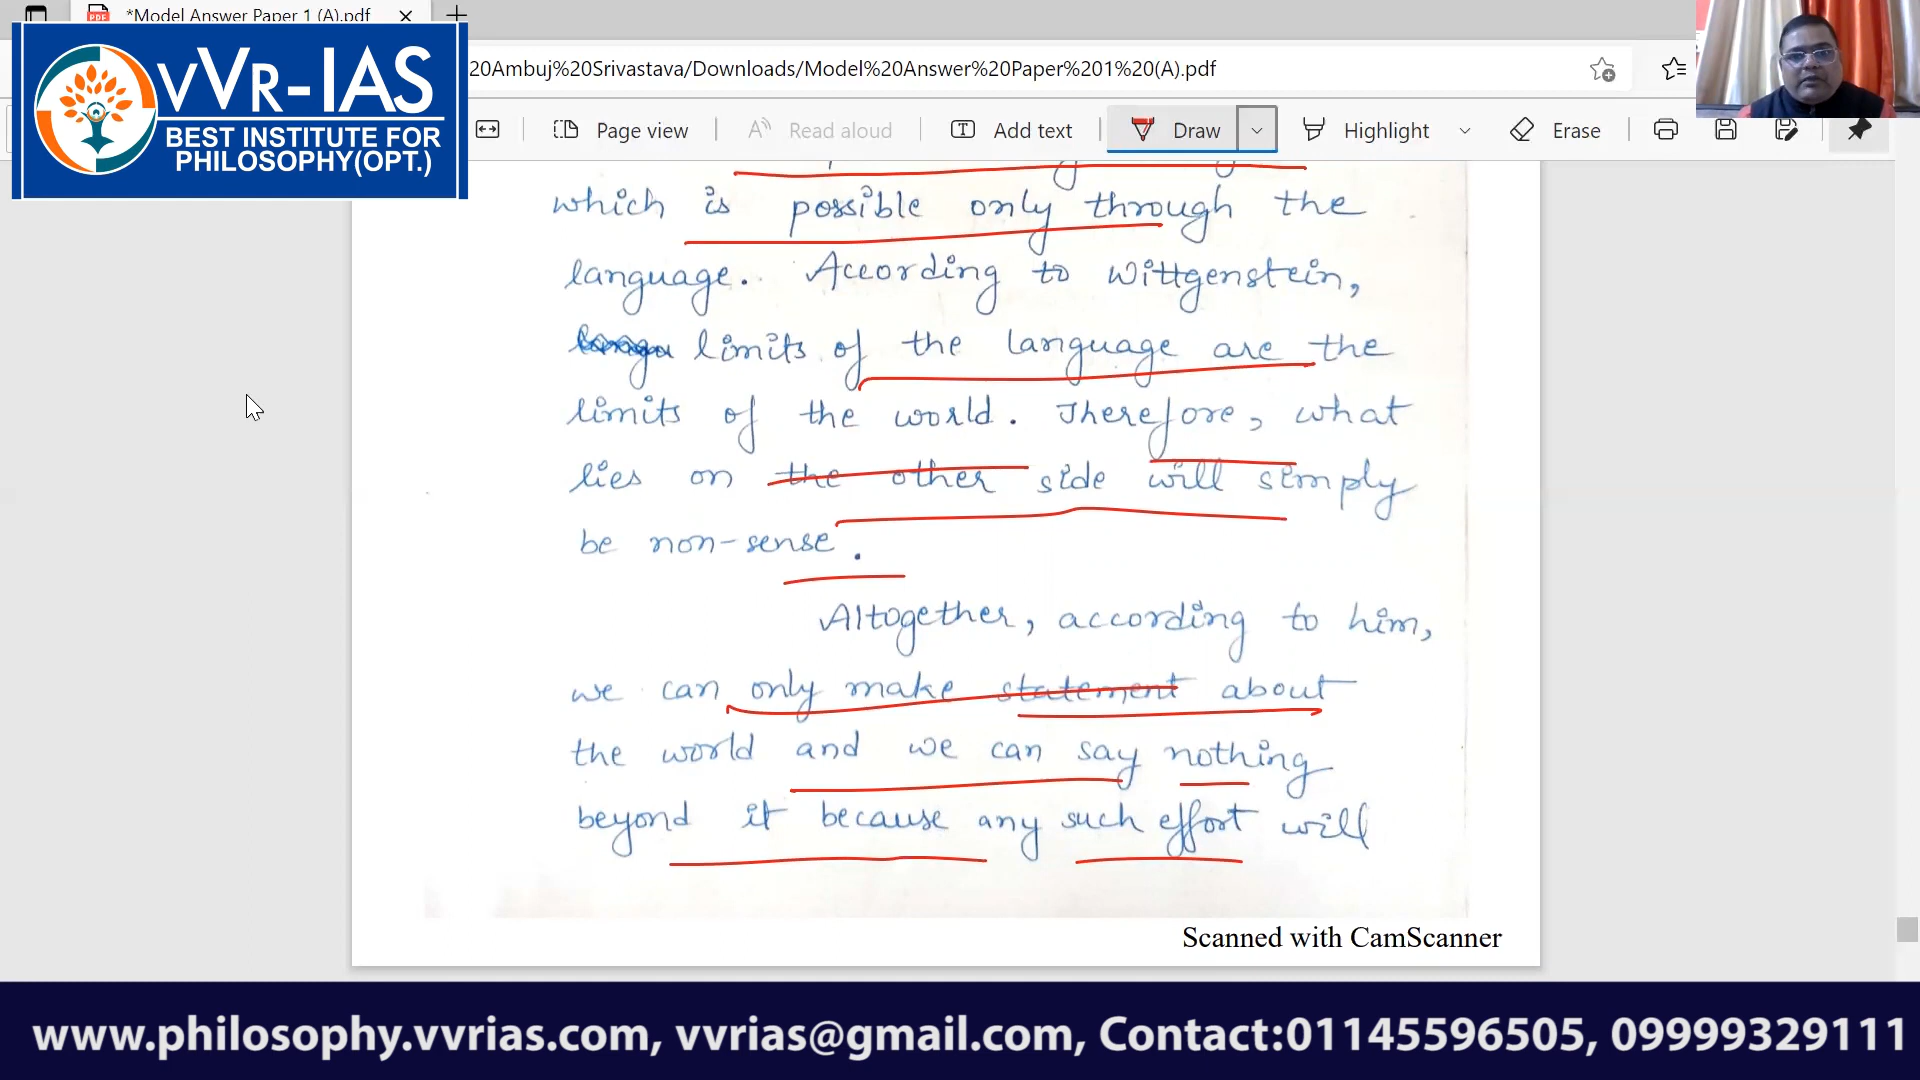 *Model Answer Paper 1 (A).pdf
20Ambuj%20Srivastava/Downloads/Model%20Answer%20Paper%201%20(A).pdf
vVR-IAS
BEST INSTITUTE FOR
PHILOSOPHY(OPT.)
Page view
Read aloud
Add text
Draw
Highlight
Erase
which is possible only through the
language. According to Wittgenstein,
limits of the language are the
limits of the world. Therefore, what
lies on the other side will simply
be non-sense.
Altogether, according to him,
we can only make statement about
the world and we can say nothing
beyond it because any such effort will
Scanned with CamScanner
www.philosophy.vvrias.com, vvrias@gmail.com, Contact:01145596505, 09999329111